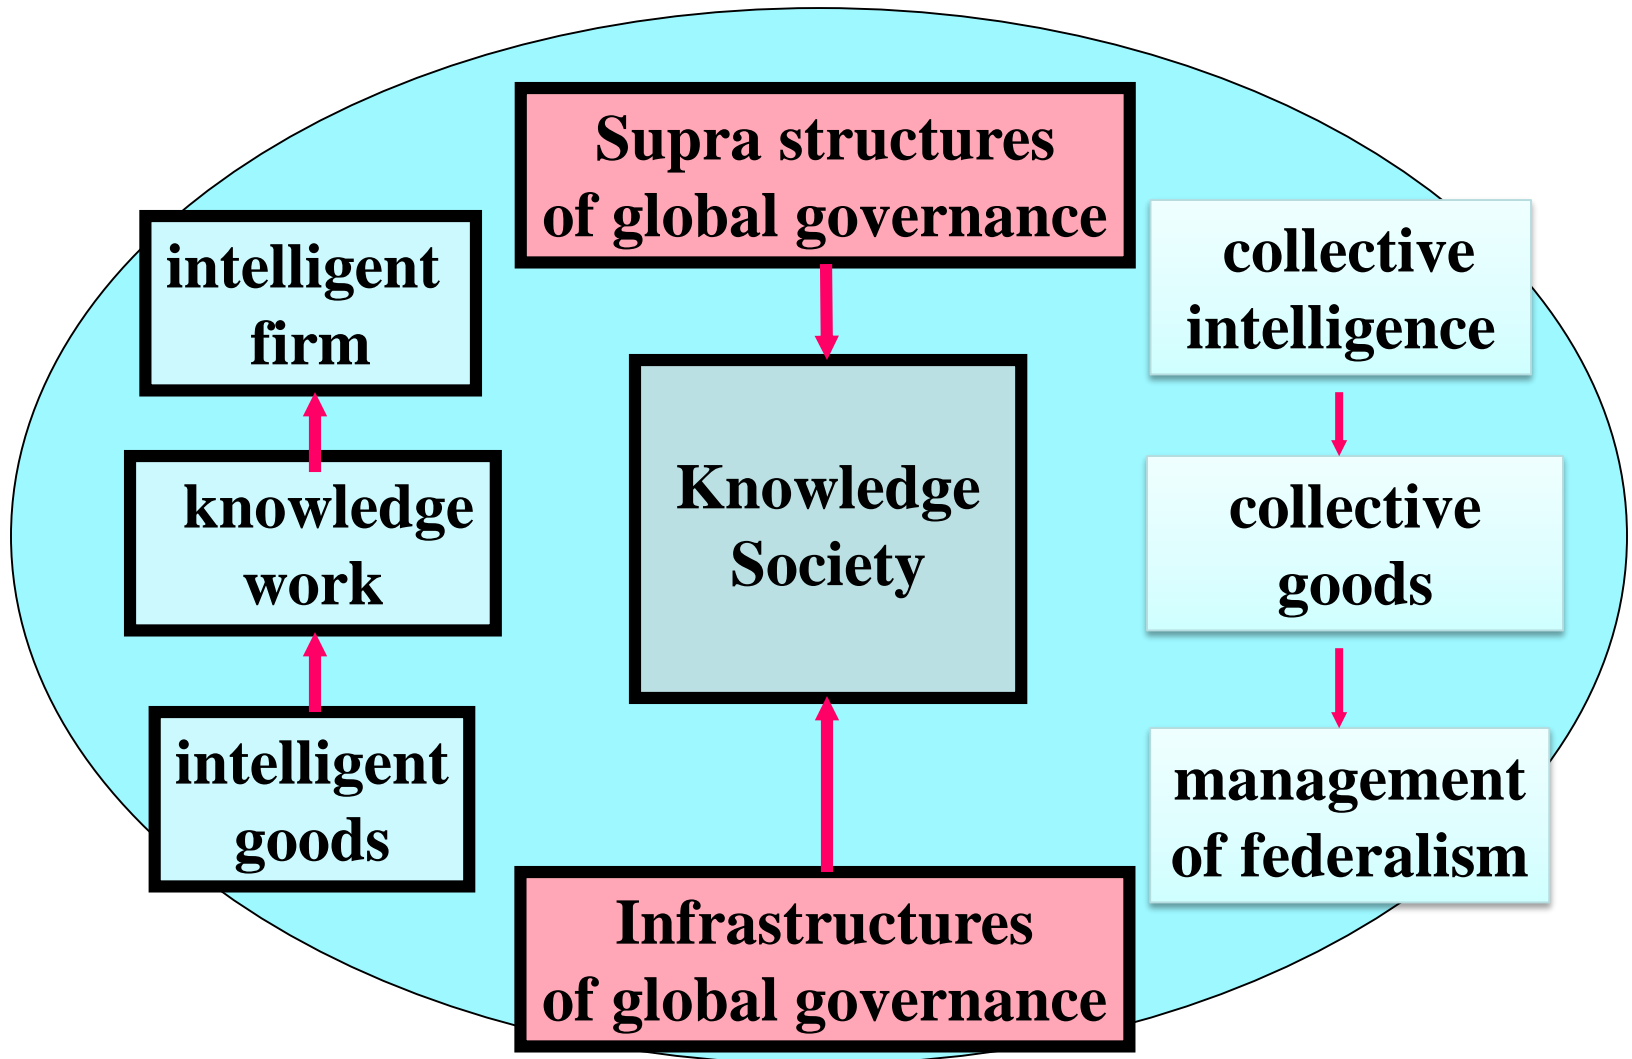 Supra structures
of global governance
intelligent
firm
knowledge
work
intelligent
goods
Knowledge
Society
collective
intelligence
collective
goods
management
of federalism
Infrastructures
of global governance